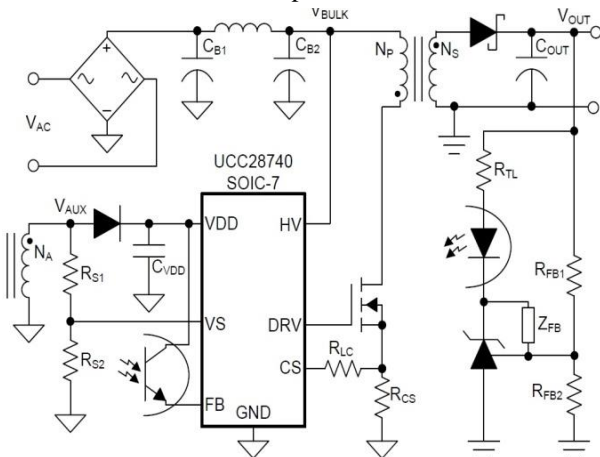 V_BULK
V_OUT
C_B1
C_B2
N_P
N_S
C_OUT
V_AC
UCC28740
SOIC-7
R_TL
V_AUX
VDD
HV
N_A
C_VDD
R_S1
R_FB1
VS
DRV
Z_FB
R_LC
R_S2
CS
R_CS
FB
R_FB2
GND